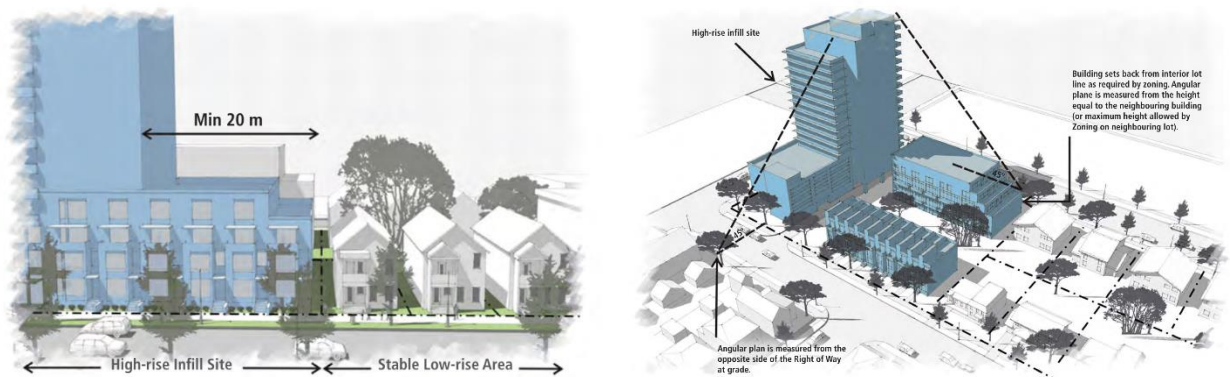 Min 20 m
High-rise Infill Site
Stable Low-rise Area
High-rise infill site
Building sets back from interior lot
line as required by zoning. Angular
plane is measured from the height
equal to the neighbouring building
(or maximum height allowed by
Zoning on neighbouring lot).
45°
45°
Angular plan is measured from the
opposite side of the Right of Way
at grade.